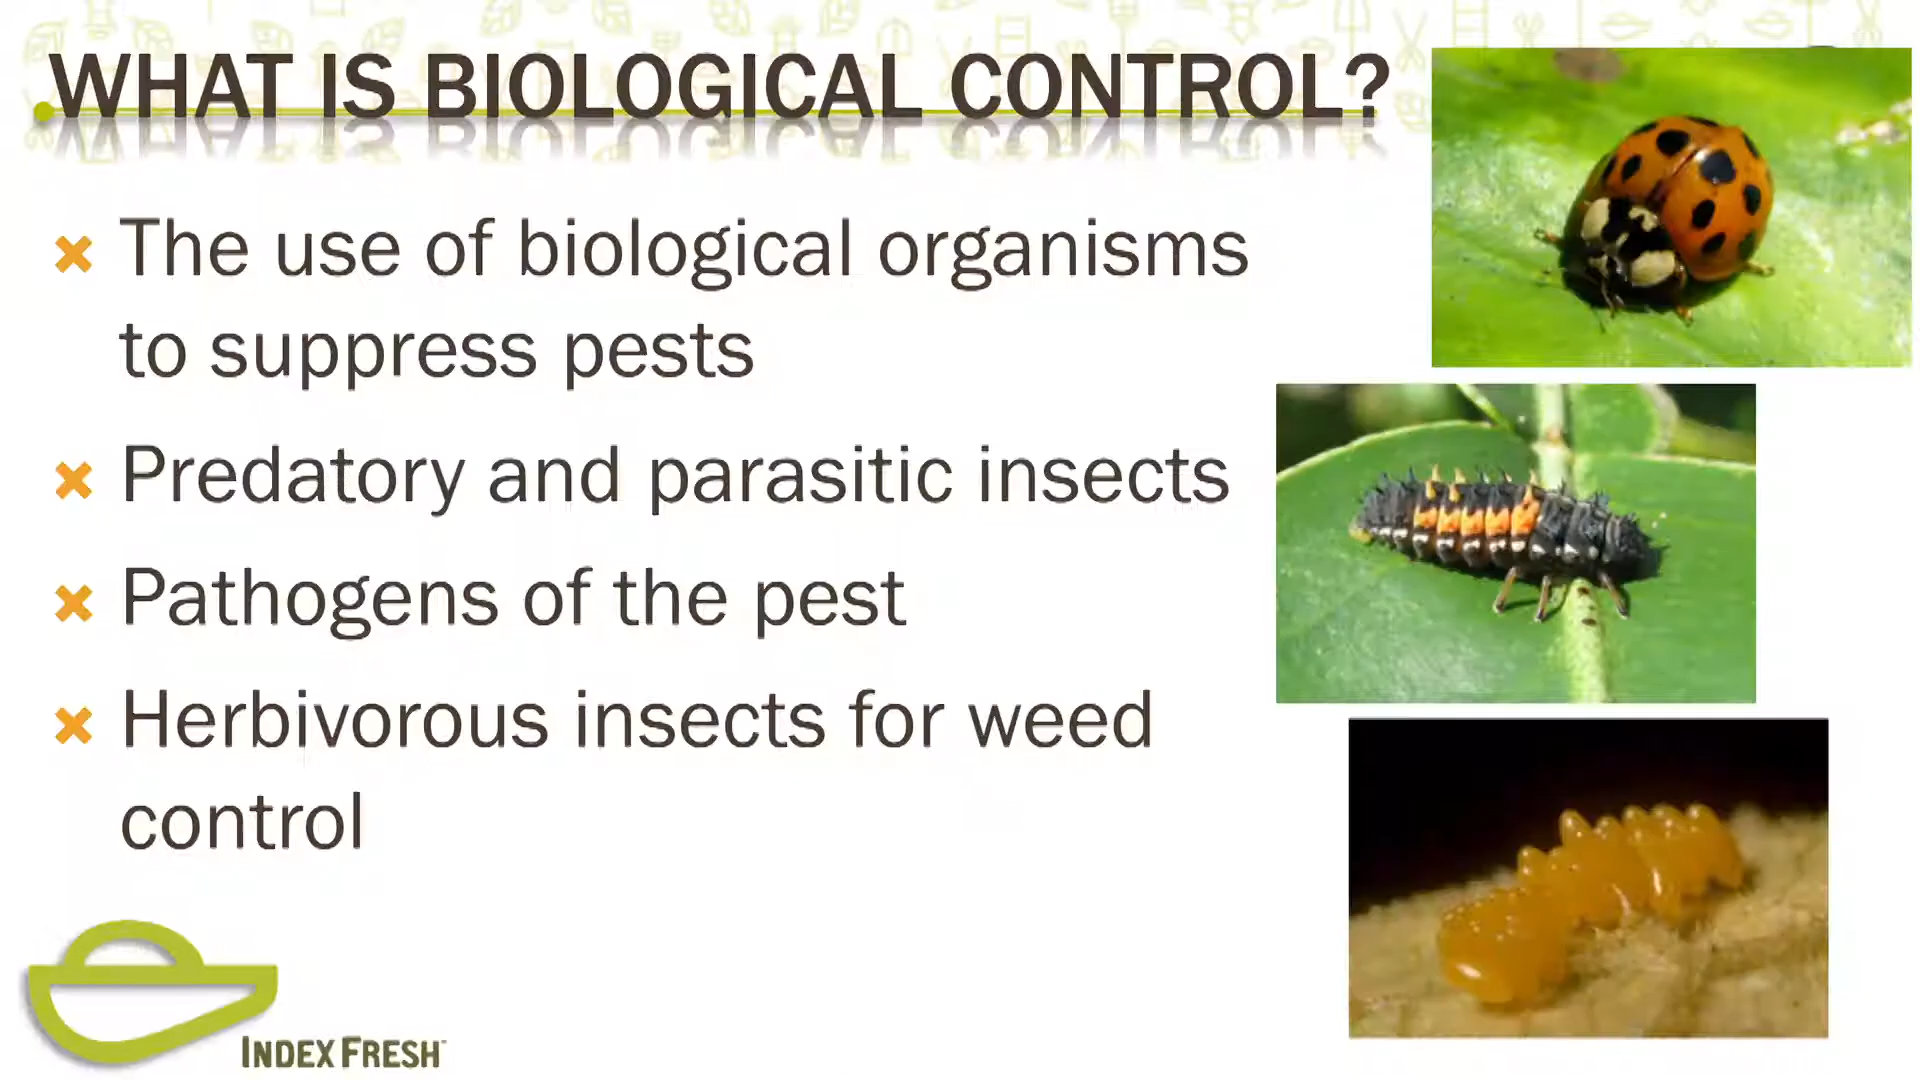 WHAT IS BIOLOGICAL CONTROL?
The use of biological organisms
to suppress pests
Predatory and parasitic insects
Pathogens of the pest
Herbivorous insects for weed
control
INDEX FRESH